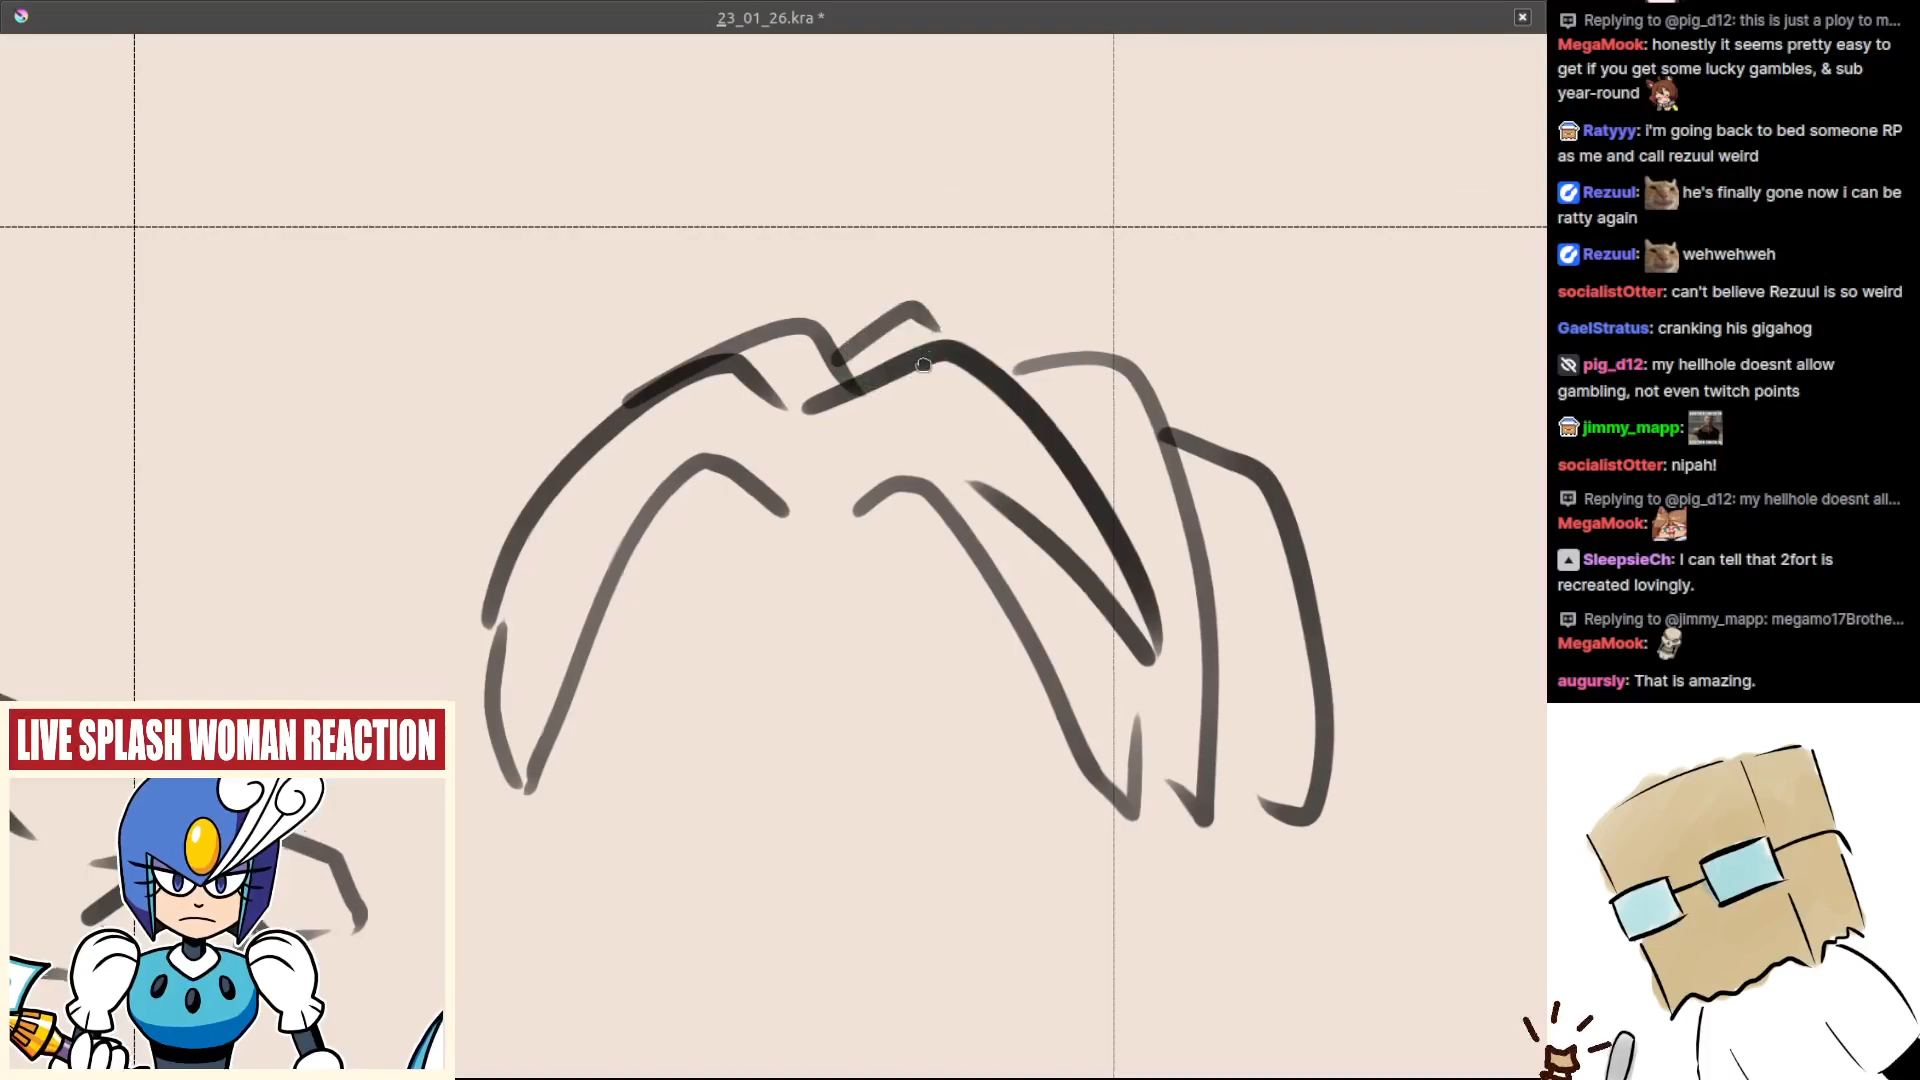 23_01_26.kra *
Replying to @pig_d12: this is just a ploy to m...
MegaMook: honestly it seems pretty easy to
get if you get some lucky gambles, & sub
year-round
Ratyyy: i'm going back to bed someone RP
as me and call rezuul weird
Rezuul: he's finally gone now i can be
ratty again
Rezuul: wehwehweh
socialistOtter: can't believe Rezuul is so weird
GaelStratus: cranking his gigahog
pig_d12: my hellhole doesnt allow
gambling, not even twitch points
jimmy_mapp:
socialistOtter: nipah!
Replying to @pig_d12: my hellhole doesnt all...
MegaMook:
SleepsieCh: I can tell that 2fort is
recreated lovingly.
Replying to @jimmy_mapp: megamo17Brothe...
MegaMook:
augursly: That is amazing.
LIVE SPLASH WOMAN REACTION